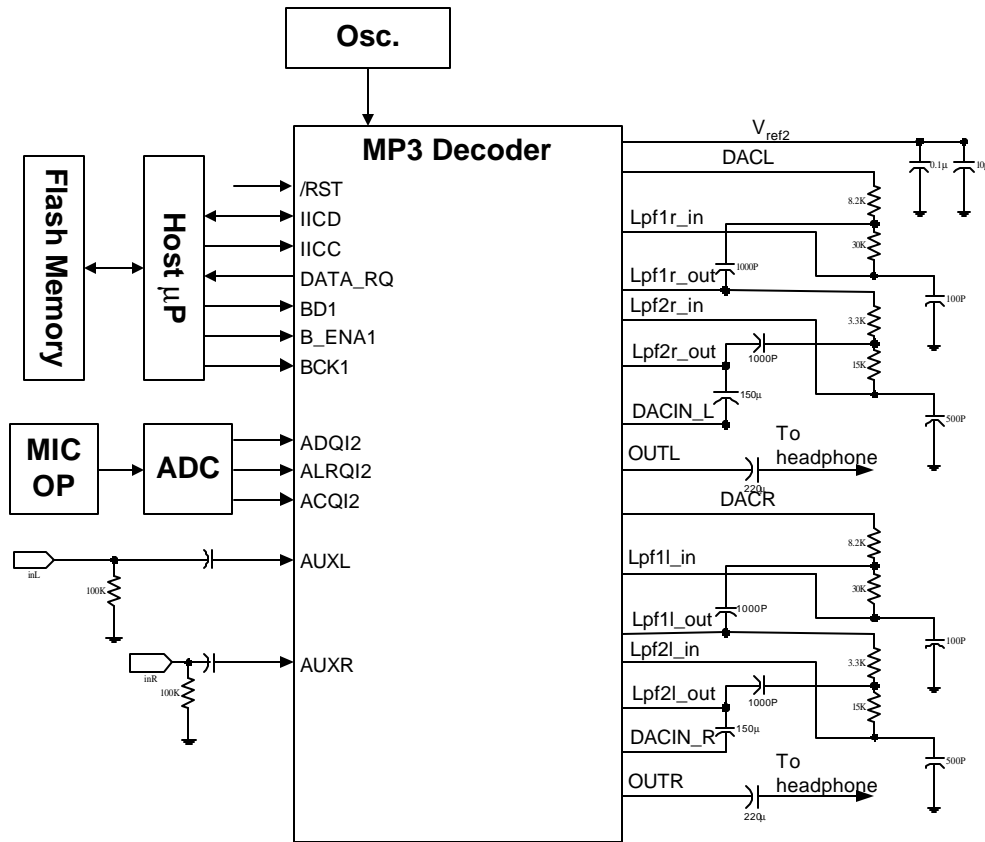 Osc.
MP3 Decoder
Flash Memory
Host μP
/RST
IICD
IICC
DATA_RQ
BD1
B_ENA1
BCK1
MIC
OP
ADC
ADQI2
ALRQI2
ACQI2
inL
100K
AUXL
inR
100K
AUXR
Vref2
0.1μ
10μ
DACL
8.2K
Lpf1r_in
30K
1000P
Lpf1r_out
100P
Lpf2r_in
3.3K
Lpf2r_out
1000P
15K
150μ
DACIN_L
500P
OUTL
To
headphone
220μ
DACR
8.2K
Lpf1l_in
30K
1000P
Lpf1l_out
100P
Lpf2l_in
3.3K
Lpf2l_out
1000P
15K
150μ
DACIN_R
500P
OUTR
To
headphone
220μ